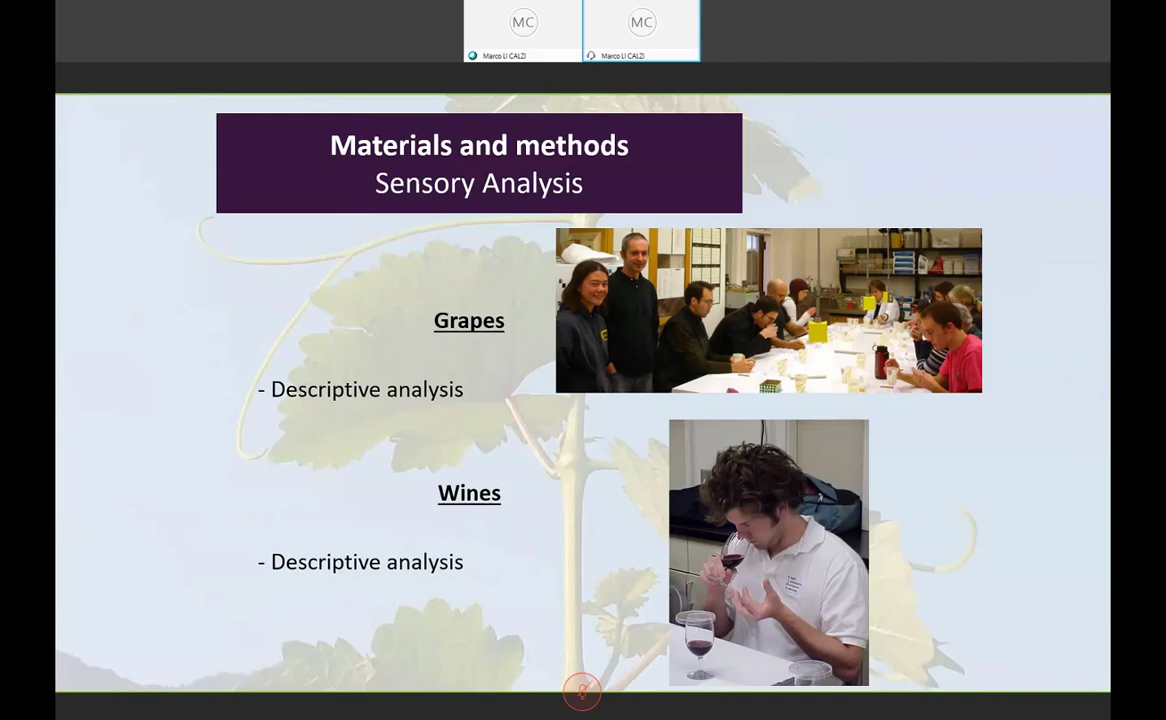 MC
MC
Marco LI CALZI
Marco LI CALZI
Materials and methods
Sensory Analysis
Grapes
- Descriptive analysis
Wines
- Descriptive analysis